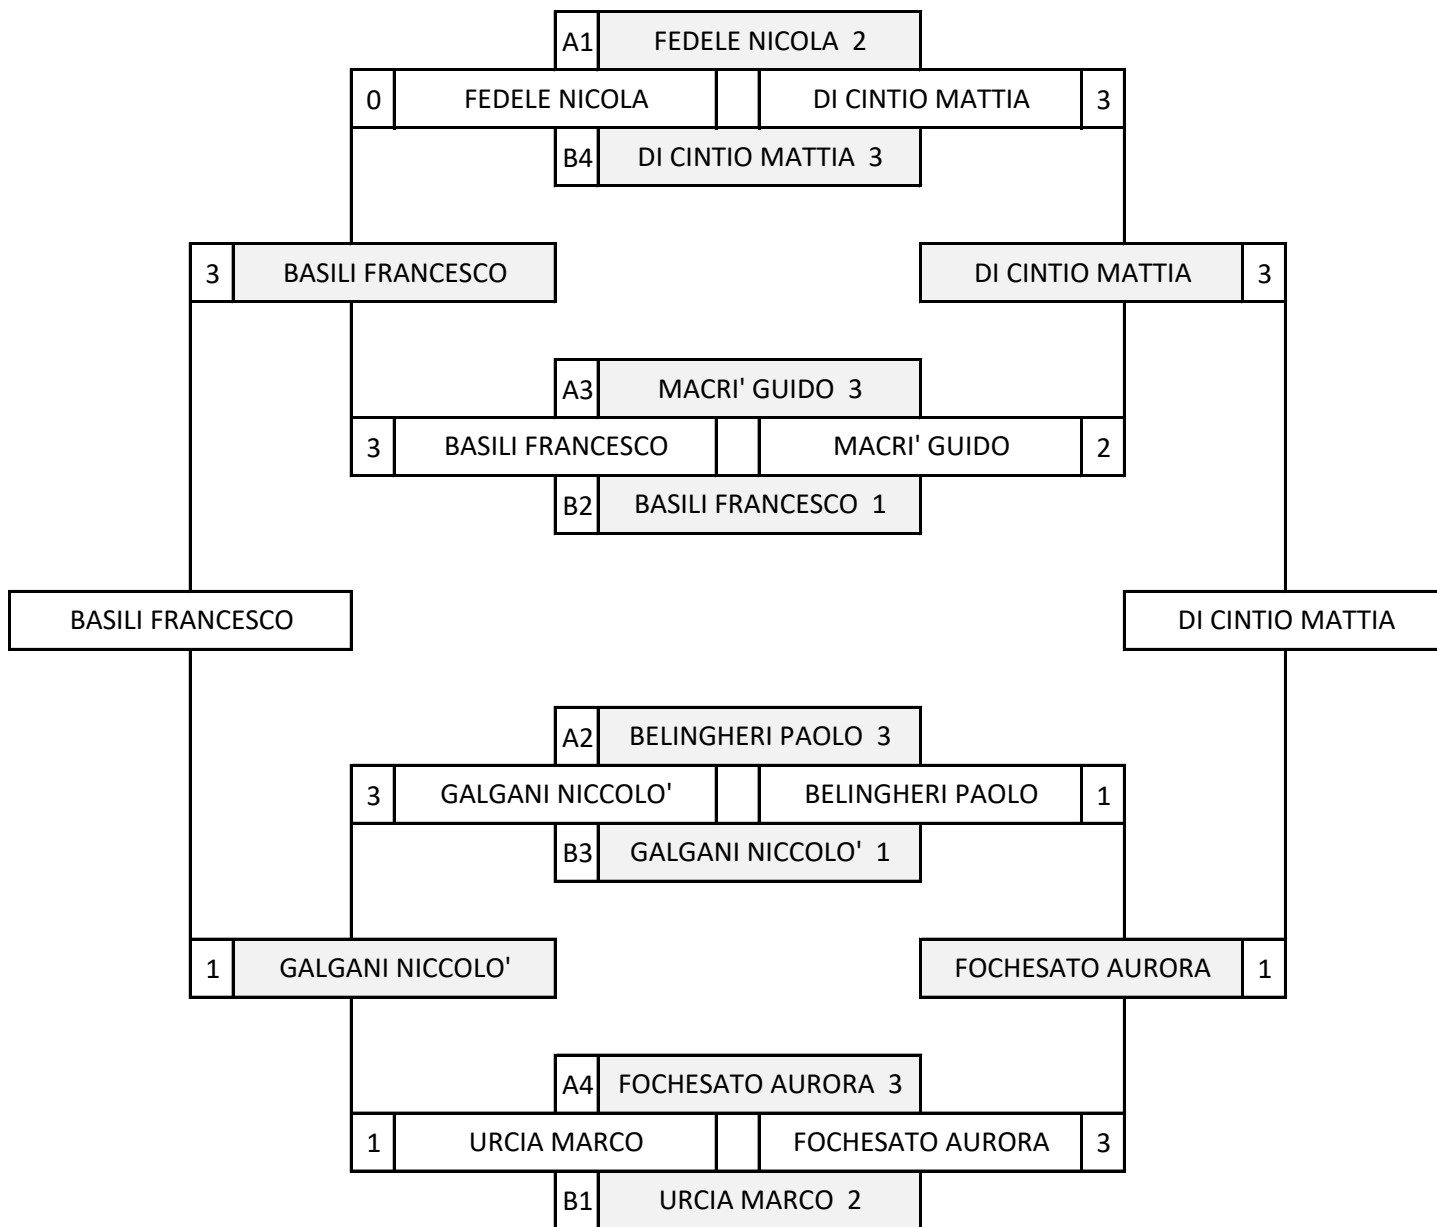 A1 FEDELE NICOLA 2
0 FEDELE NICOLA DI CINTIO MATTIA 3
B4 DI CINTIO MATTIA 3
3 BASILI FRANCESCO DI CINTIO MATTIA 3
A3 MACRI' GUIDO 3
3 BASILI FRANCESCO MACRI' GUIDO 2
B2 BASILI FRANCESCO 1
BASILI FRANCESCO DI CINTIO MATTIA
A2 BELINGHERI PAOLO 3
3 GALGANI NICCOLO' BELINGHERI PAOLO 1
B3 GALGANI NICCOLO' 1
1 GALGANI NICCOLO' FOCHESATO AURORA 1
A4 FOCHESATO AURORA 3
1 URCIA MARCO FOCHESATO AURORA 3
B1 URCIA MARCO 2